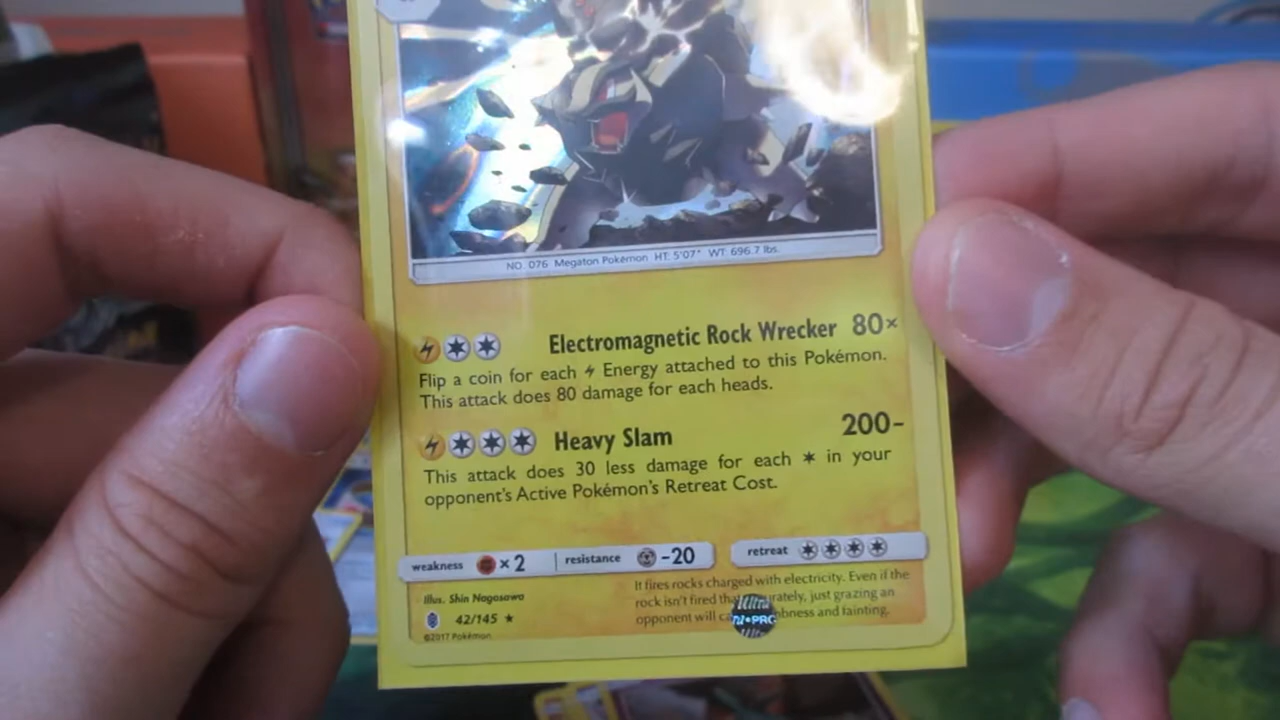 NO. 076 Megaton Pokémon HT: 5'07" WT: 696.7 lbs.
Electromagnetic Rock Wrecker 80×
Flip a coin for each Energy attached to this Pokémon.
This attack does 80 damage for each heads.
Heavy Slam 200-
This attack does 30 less damage for each in your
opponent's Active Pokémon's Retreat Cost.
weakness ×2 resistance -20 retreat
Illus. Shin Nagasawa
42/145
©2017 Pokémon
It fires rocks charged with electricity. Even if the
rock isn't fired that just grazing an
opponent will and fainting.
Ultra
PRO